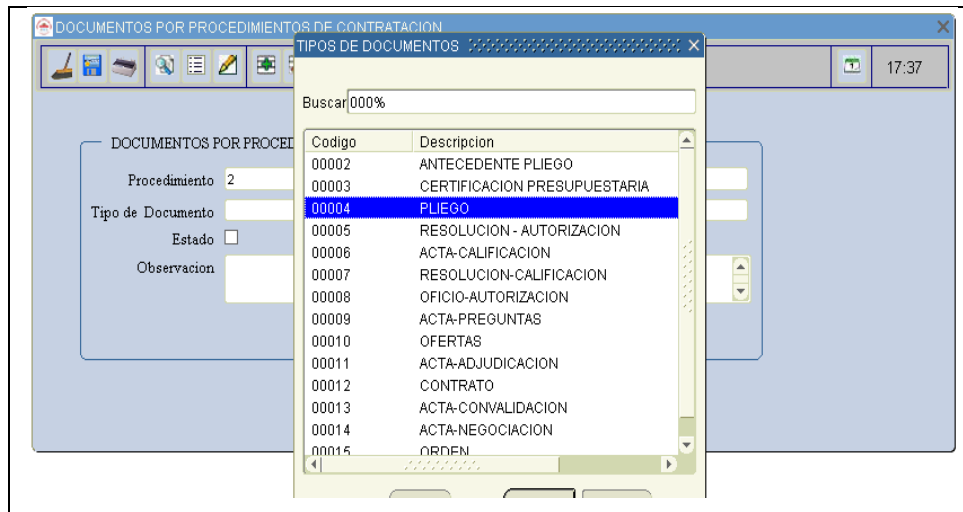 DOCUMENTOS POR PROCEDIMIENTOS DE CONTRATACION
TIPOS DE DOCUMENTOS
17:37
Buscar 000%
DOCUMENTOS POR
Procedimiento 2
Tipo de Documento
Estado
Observacion
Codigo Descripcion
00002 ANTECEDENTE PLIEGO
00003 CERTIFICACION PRESUPUESTARIA
00004 PLIEGO
00005 RESOLUCION - AUTORIZACION
00006 ACTA-CALIFICACION
00007 RESOLUCION-CALIFICACION
00008 OFICIO-AUTORIZACION
00009 ACTA-PREGUNTAS
00010 OFERTAS
00011 ACTA-ADJUDICACION
00012 CONTRATO
00013 ACTA-CONVALIDACION
00014 ACTA-NEGOCIACION
00015 ORDEN